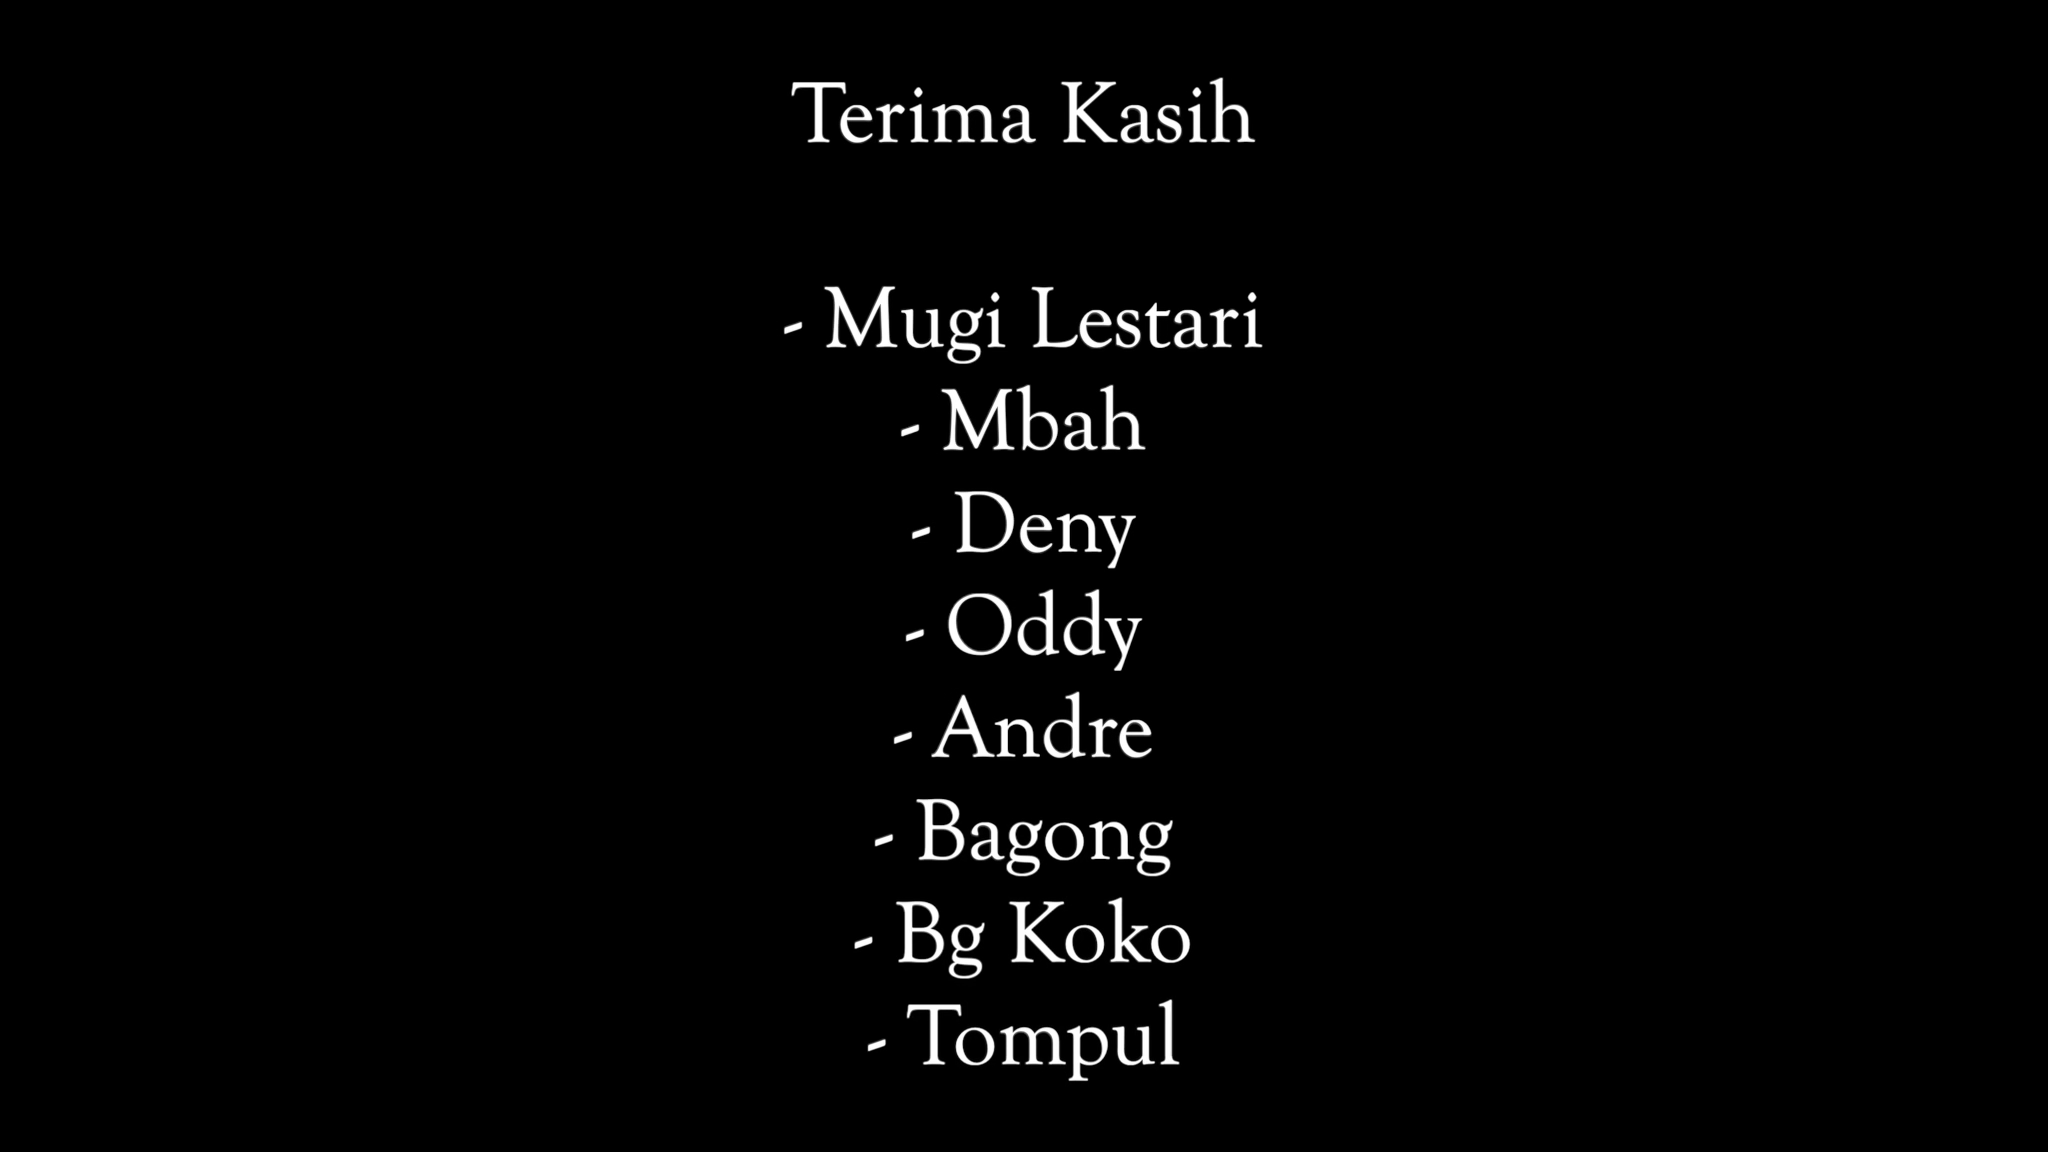 Terima Kasih
- Mugi Lestari
- Mbah
- Deny
- Oddy
- Andre
- Bagong
- Bg Koko
- Tompul